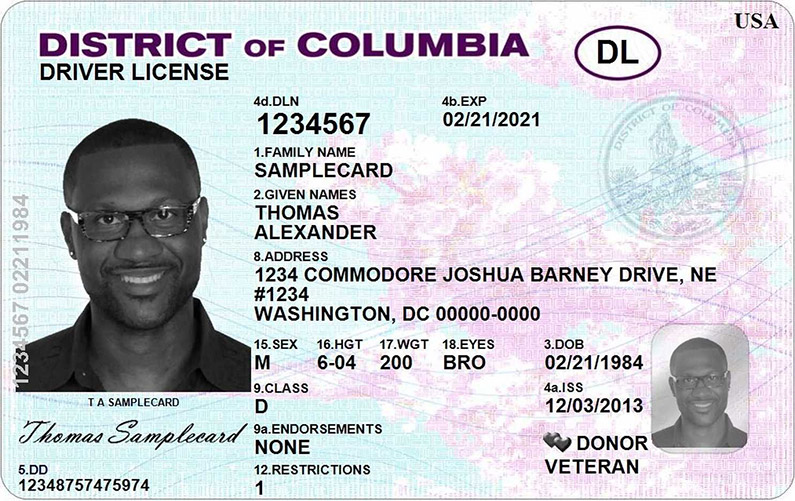 USA
DISTRICT OF COLUMBIA
DL
DRIVER LICENSE
4d.DLN
4b.EXP
1234567
02/21/2021
1.FAMILY NAME
SAMPLECARD
2.GIVEN NAMES
THOMAS
ALEXANDER
8.ADDRESS
1234 COMMODORE JOSHUA BARNEY DRIVE, NE
#1234
WASHINGTON, DC 00000-0000
15.SEX 16.HGT 17.WGT 18.EYES 3.DOB
M 6-04 200 BRO 02/21/1984
9.CLASS 4a.ISS
D 12/03/2013
9a.ENDORSEMENTS
NONE
DONOR
VETERAN
12.RESTRICTIONS
1
1234567 02211984
T A SAMPLECARD
Thomas Samplecard
5.DD
12348757475974
DISTRICT OF COLUMBIA